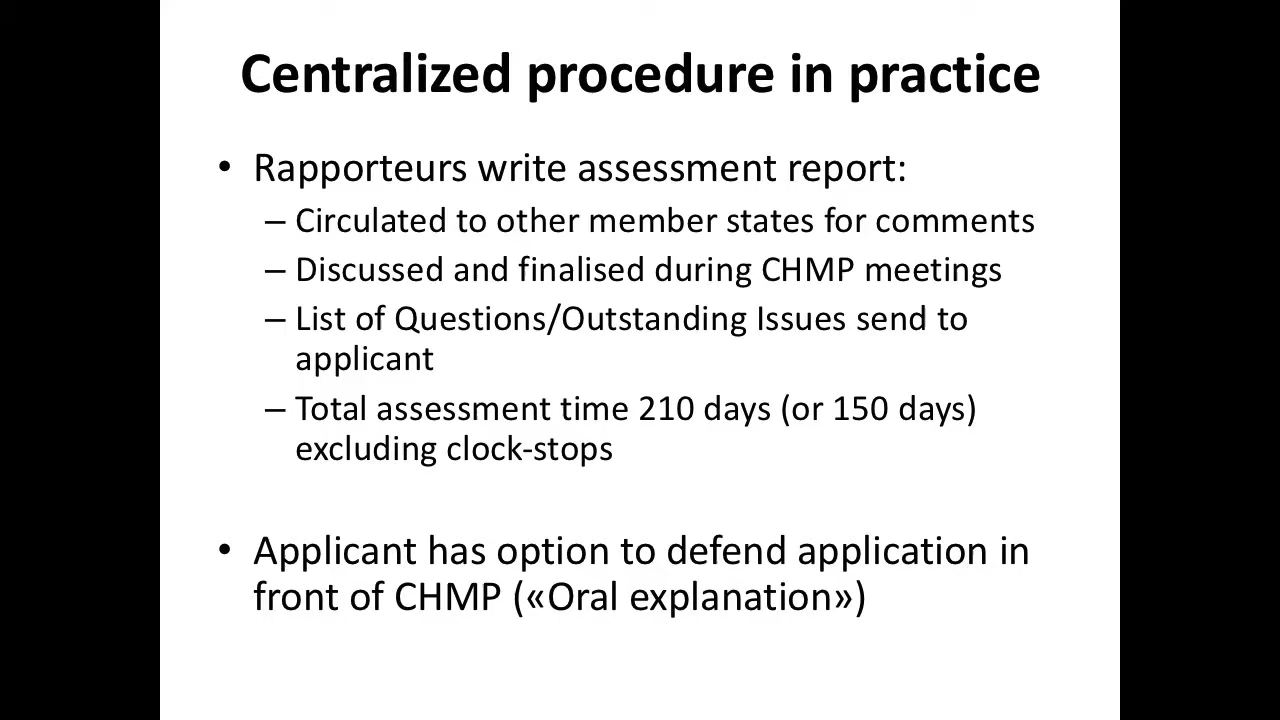 Centralized procedure in practice
• Rapporteurs write assessment report:
– Circulated to other member states for comments
– Discussed and finalised during CHMP meetings
– List of Questions/Outstanding Issues send to
applicant
– Total assessment time 210 days (or 150 days)
excluding clock-stops
• Applicant has option to defend application in
front of CHMP («Oral explanation»)